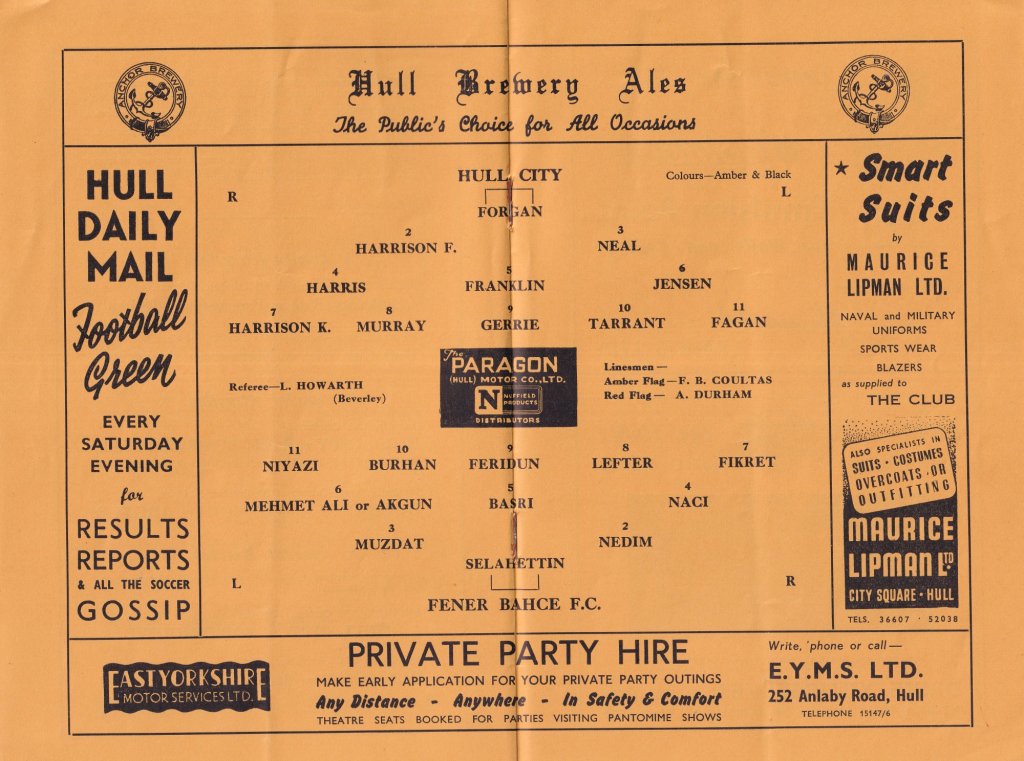 ANCHOR BREWERY
Hull Brewery Ales
The Public's Choice for All Occasions
ANCHOR BREWERY
HULL
DAILY
MAIL
Football
Green
EVERY
SATURDAY
EVENING
for
RESULTS
REPORTS
& ALL THE SOCCER
GOSSIP
HULL CITY
Colours—Amber & Black
R
L
FORGAN
2
3
HARRISON F.
NEAL
4
5
6
HARRIS
FRANKLIN
JENSEN
7
8
9
10
11
HARRISON K.
MURRAY
GERRIE
TARRANT
FAGAN
Referee—L. HOWARTH
(Beverley)
The
PARAGON
(HULL) MOTOR CO., LTD.
N
NUFFIELD
PRODUCTS
DISTRIBUTORS
Linesmen —
Amber Flag—F. B. COULTAS
Red Flag— A. DURHAM
11
10
9
8
7
NIYAZI
BURHAN
FERIDUN
LEFTER
FIKRET
6
5
4
MEHMET ALI or AKGUN
BASRI
NACI
3
2
MUZDAT
NEDIM
SELAHETTIN
L
R
FENER BAHCE F.C.
★ Smart
Suits
by
MAURICE
LIPMAN LTD.
NAVAL and MILITARY
UNIFORMS
SPORTS WEAR
BLAZERS
as supplied to
THE CLUB
ALSO SPECIALISTS IN
SUITS · COSTUMES
OVERCOATS · OR
OUTFITTING
MAURICE
LIPMAN LTD
CITY SQUARE · HULL
TELS. 36607 · 52038
EAST YORKSHIRE
MOTOR SERVICES LTD.
PRIVATE PARTY HIRE
MAKE EARLY APPLICATION FOR YOUR PRIVATE PARTY OUTINGS
Any Distance - Anywhere - In Safety & Comfort
THEATRE SEATS BOOKED FOR PARTIES VISITING PANTOMIME SHOWS
Write, 'phone or call —
E.Y.M.S. LTD.
252 Anlaby Road, Hull
TELEPHONE 15147/6